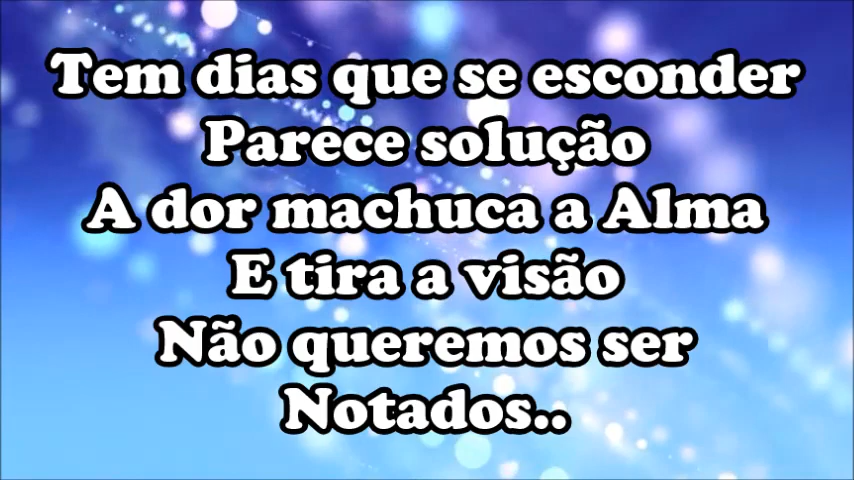 Tem dias que se esconder
Parece solução
A dor machuca a Alma
E tira a visão
Não queremos ser
Notados..